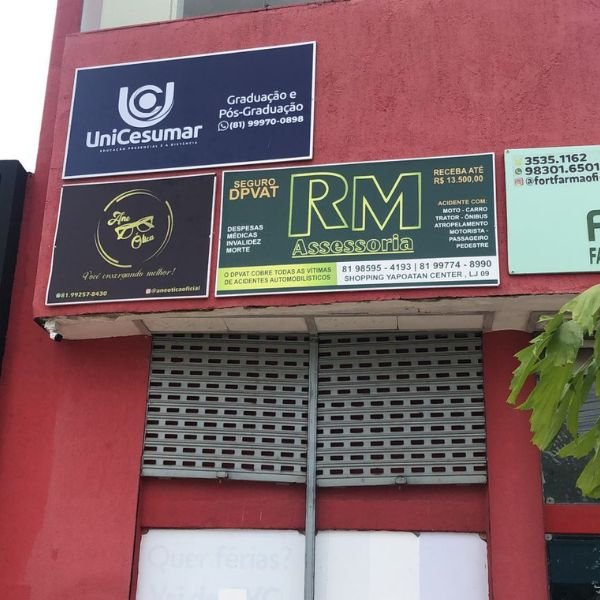 UniCesumar
EDUCAÇÃO PRESENCIAL E A DISTÂNCIA
Graduação e
Pós-Graduação
(81) 99970-0898
Ane
Ótica
Você enxergando melhor!
81.99257-8430
@aneoticaoficial
SEGURO
DPVAT
DESPESAS
MÉDICAS
INVALIDEZ
MORTE
RM
Assessoria
RECEBA ATÉ
R$ 13.500,00
ACIDENTE COM:
MOTO - CARRO
TRATOR - ÔNIBUS
ATROPELAMENTO
MOTORISTA -
PASSAGEIRO
PEDESTRE
O DPVAT COBRE TODAS AS VÍTIMAS
DE ACIDENTES AUTOMOBILÍSTICOS
81 98595 - 4193 | 81 99774 - 8990
SHOPPING YAPOATAN CENTER , LJ 09
3535.1162
98301.6501
@fortfarmaofi
F
FA
Quer férias?